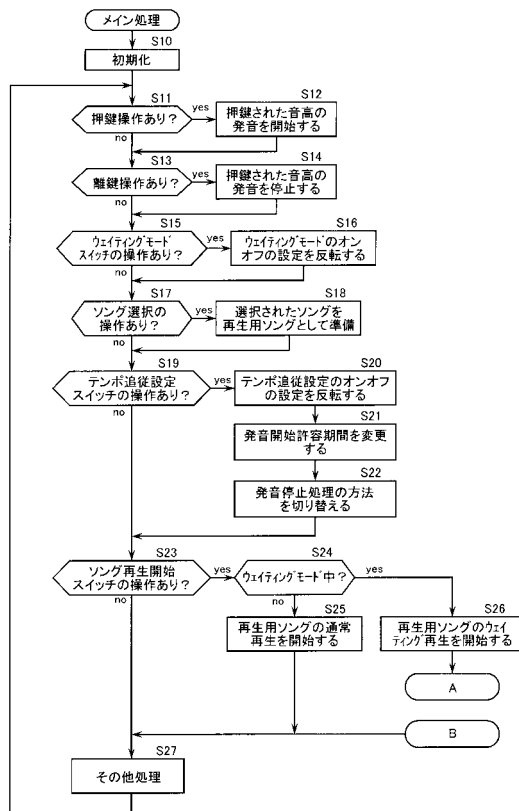 メイン処理
S10
初期化
S11
押鍵操作あり?
yes
no
S12
押鍵された音高の
発音を開始する
S13
離鍵操作あり?
yes
no
S14
押鍵された音高の
発音を停止する
S15
ウェイティングモード
スイッチの操作あり?
yes
no
S16
ウェイティングモードのオン
オフの設定を反転する
S17
ソング選択の
操作あり?
yes
no
S18
選択されたソングを
再生用ソングとして準備
S19
テンポ追従設定
スイッチの操作あり?
yes
no
S20
テンポ追従設定のオンオフ
の設定を反転する
S21
発音開始許容期間を変更
する
S22
発音停止処理の方法
を切り替える
S23
ソング再生開始
スイッチの操作あり?
yes
no
S24
ウェイティングモード中?
yes
no
S25
再生用ソングの通常
再生を開始する
S26
再生用ソングのウェイ
ティング再生を開始する
A
B
S27
その他処理